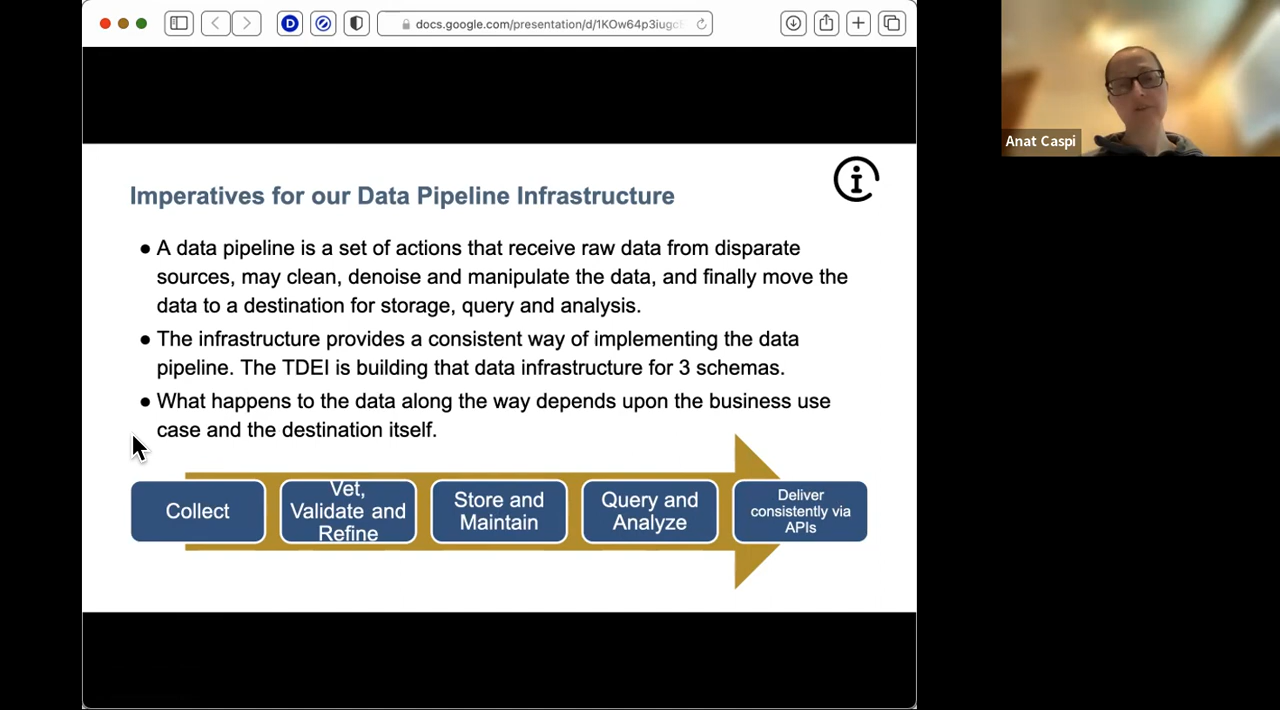 docs.google.com/presentation/d/1KOw64p3iugc
Anat Caspi
Imperatives for our Data Pipeline Infrastructure
● A data pipeline is a set of actions that receive raw data from disparate
sources, may clean, denoise and manipulate the data, and finally move the
data to a destination for storage, query and analysis.
● The infrastructure provides a consistent way of implementing the data
pipeline. The TDEI is building that data infrastructure for 3 schemas.
● What happens to the data along the way depends upon the business use
case and the destination itself.
Collect
Vet,
Validate and
Refine
Store and
Maintain
Query and
Analyze
Deliver
consistently via
APIs